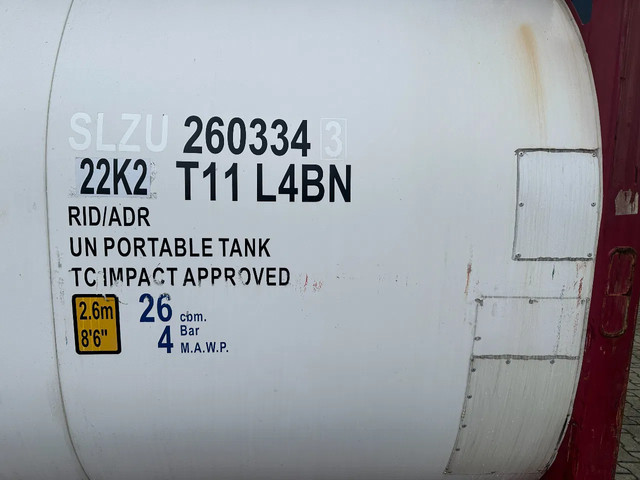 SLZU 260334 3
22K2 T11 L4BN
RID/ADR
UN PORTABLE TANK
TC IMPACT APPROVED
2.6m
8'6"
26 com.
4 Bar
M.A.W.P.